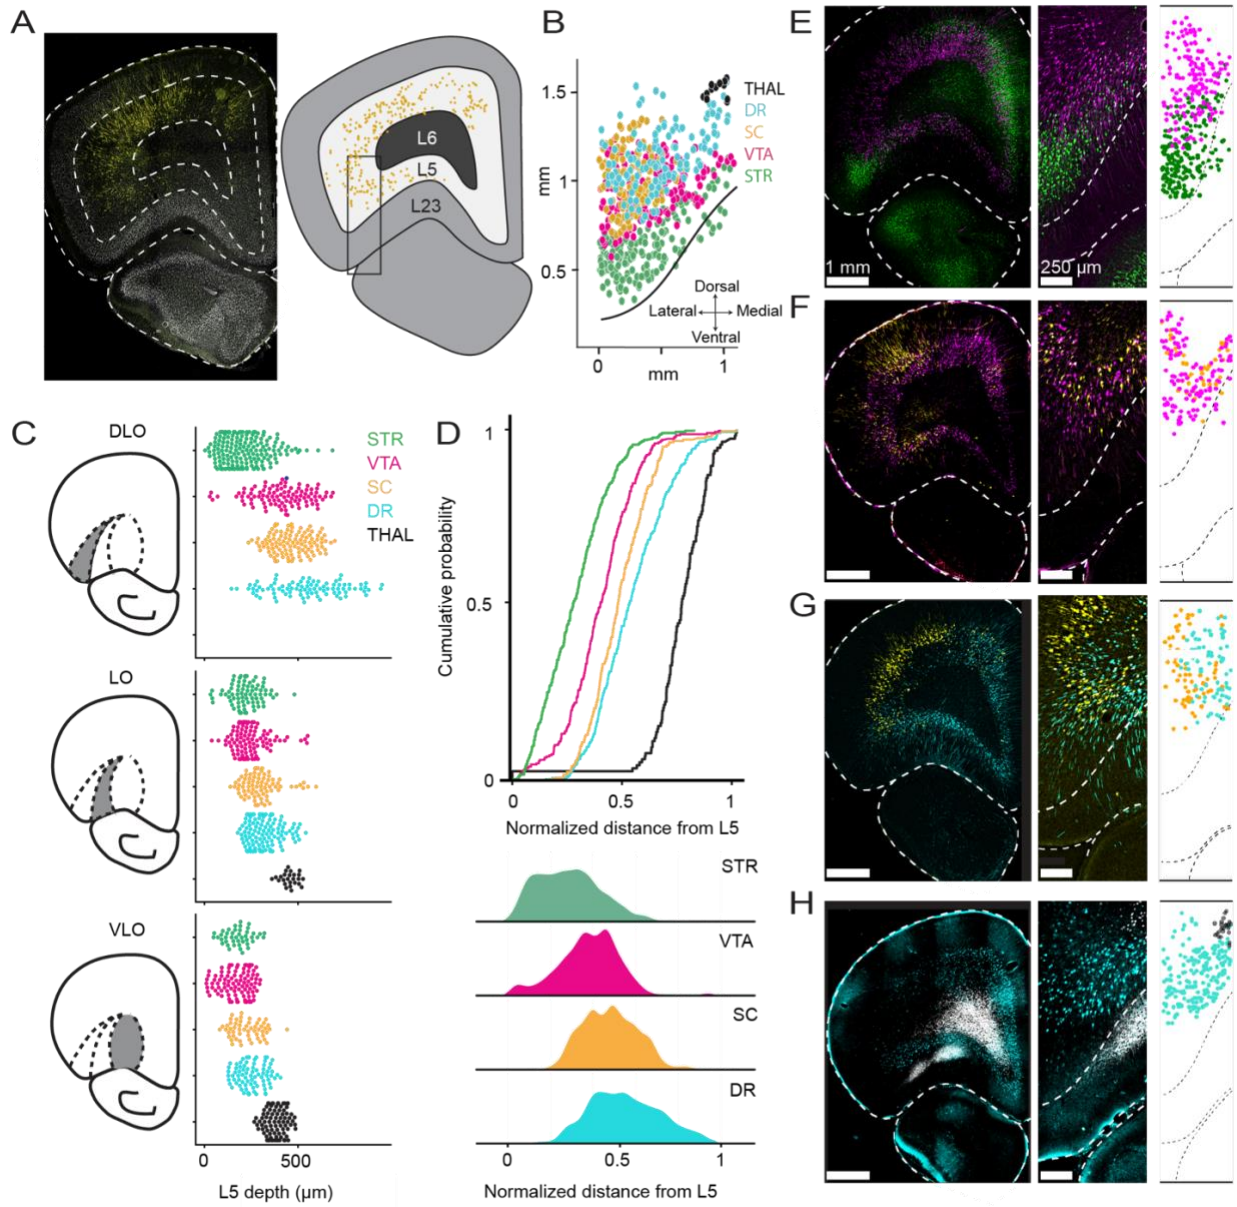 A
L6
L5
L23
B
1.5
1
0.5
mm
0
1
mm
THAL
DR
SC
VTA
STR
Dorsal
Lateral
Medial
Ventral
C
DLO
STR
VTA
SC
DR
THAL
LO
VLO
0
500
L5 depth (µm)
D
1
0.5
0
Cumulative probability
0
0.5
1
Normalized distance from L5
STR
VTA
SC
DR
0
0.5
1
Normalized distance from L5
E
1 mm
250 µm
F
G
H